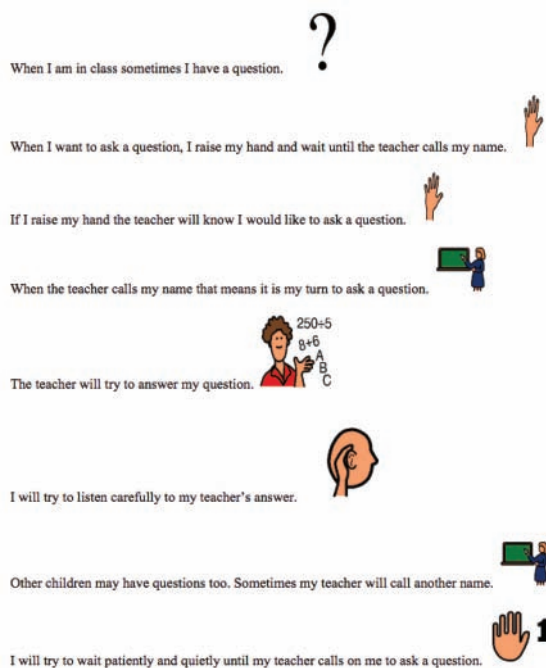 ?
When I am in class sometimes I have a question.
When I want to ask a question, I raise my hand and wait until the teacher calls my name.
If I raise my hand the teacher will know I would like to ask a question.
When the teacher calls my name that means it is my turn to ask a question.
250÷5
8+6
A
B
C
The teacher will try to answer my question.
I will try to listen carefully to my teacher's answer.
Other children may have questions too. Sometimes my teacher will call another name.
1
I will try to wait patiently and quietly until my teacher calls on me to ask a question.